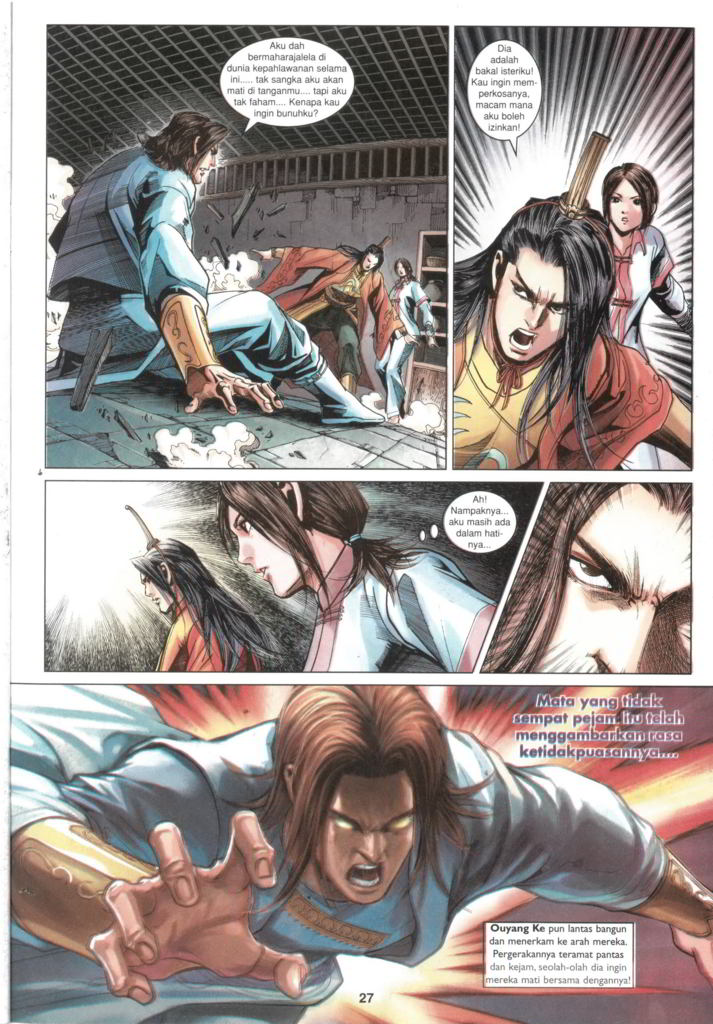 Aku dah
bermaharajalela di
dunia kepahlawanan selama
ini..... tak sangka aku akan
mati di tanganmu.... tapi aku
tak faham.... Kenapa kau
ingin bunuhku?
Dia
adalah
bakal isteriku!
Kau ingin mem-
perkosanya,
macam mana
aku boleh
izinkan!
Ah!
Nampaknya...
aku masih ada
dalam hati-
nya...
Mata yang tidak
sempat pejam itu telah
menggambarkan rasa
ketidakpuasannya....
Ouyang Ke pun lantas bangun
dan menerkam ke arah mereka.
Pergerakannya teramat pantas
dan kejam, seolah-olah dia ingin
mereka mati bersama dengannya!
27